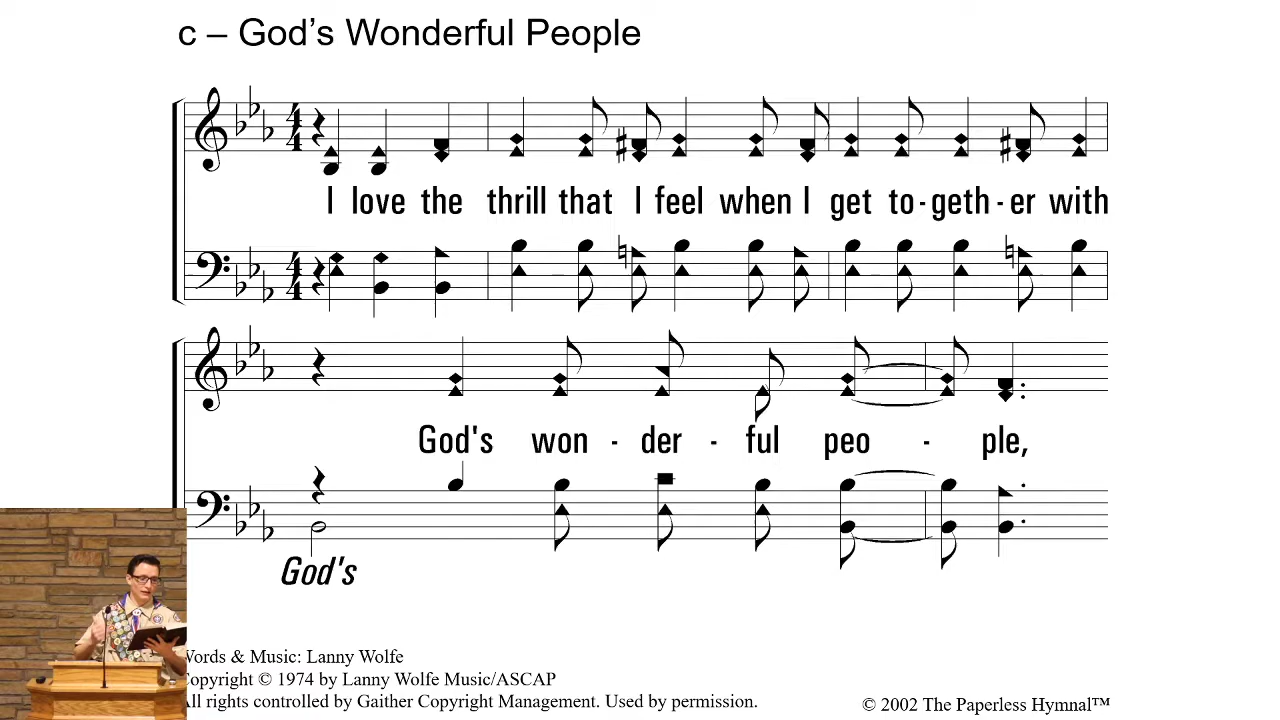 c – God’s Wonderful People
I love the thrill that I feel when I get to-geth-er with
God's won - der - ful peo - ple,
God's
Words & Music: Lanny Wolfe
Copyright © 1974 by Lanny Wolfe Music/ASCAP
All rights controlled by Gaither Copyright Management. Used by permission.
© 2002 The Paperless Hymnal™